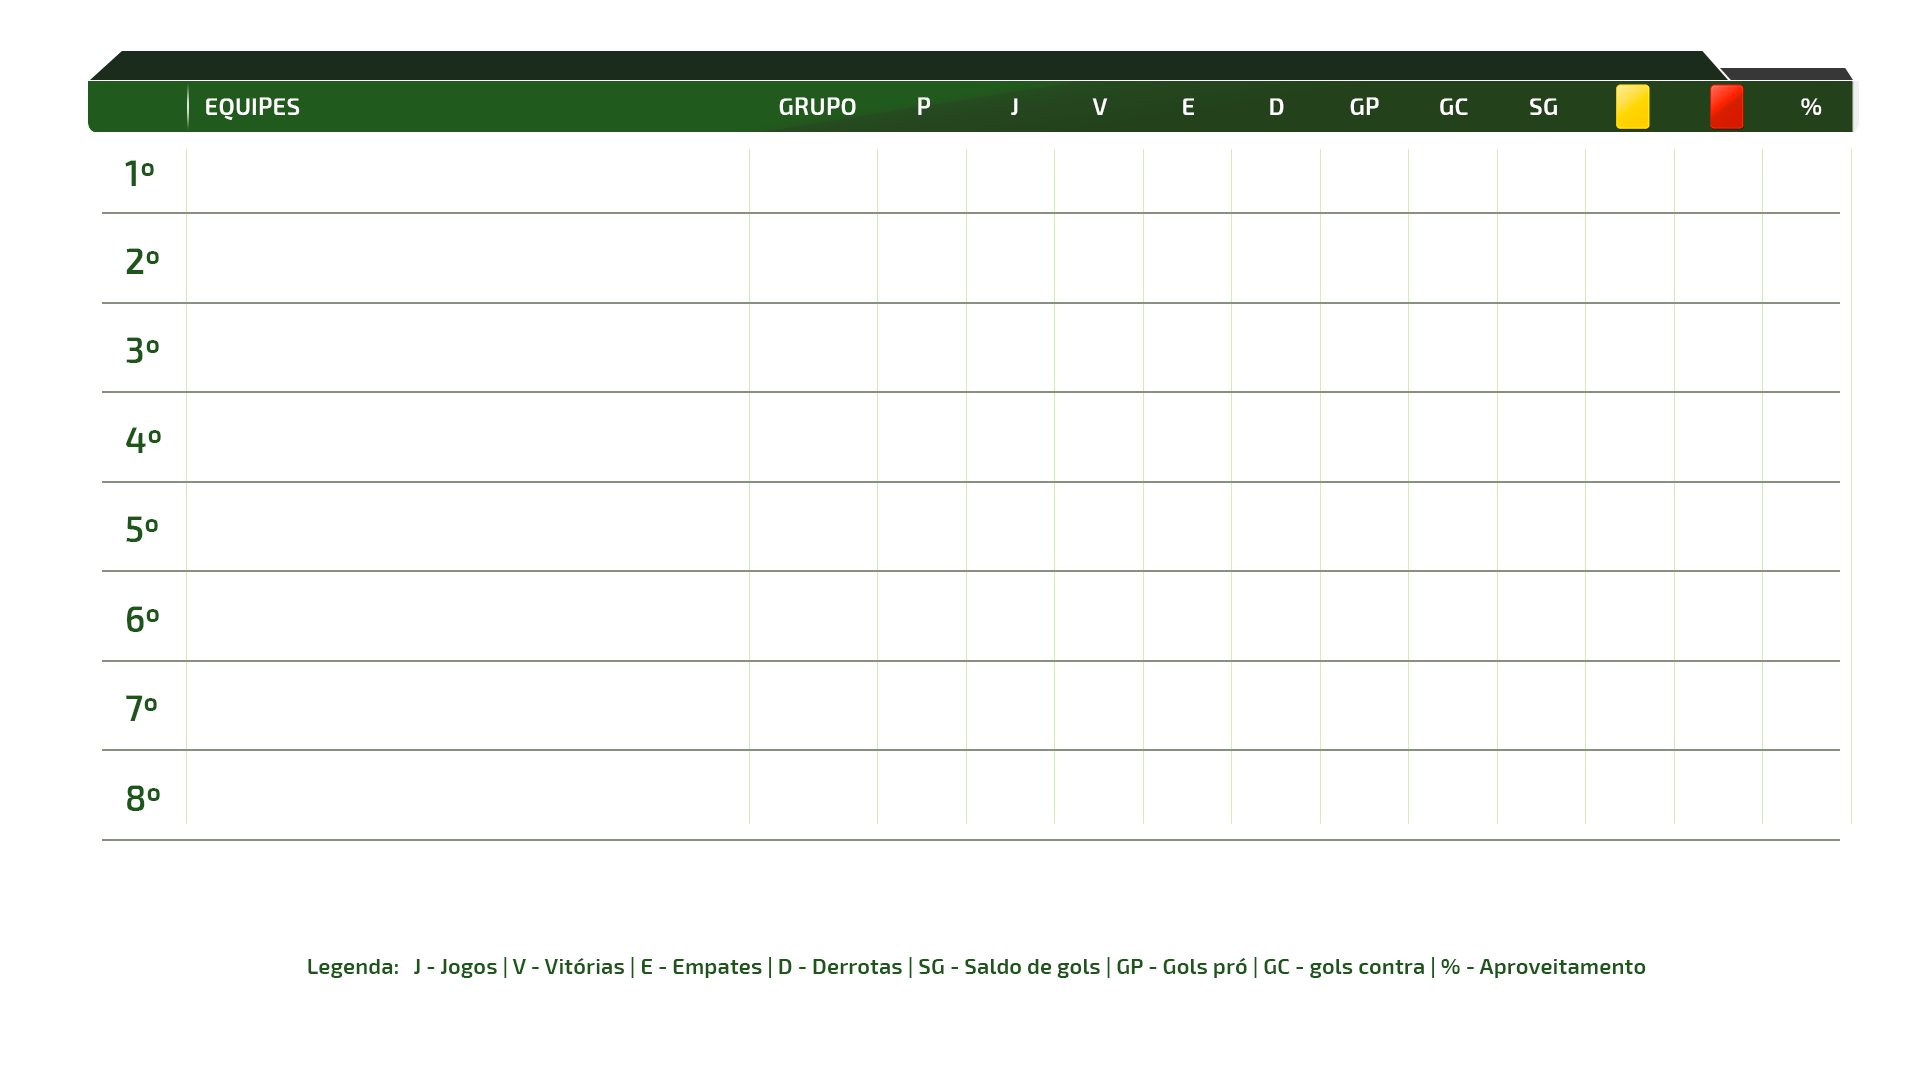 EQUIPES GRUPO P J V E D GP GC SG %
1º
2º
3º
4º
5º
6º
7º
8º
Legenda: J - Jogos | V - Vitórias | E - Empates | D - Derrotas | SG - Saldo de gols | GP - Gols pró | GC - gols contra | % - Aproveitamento